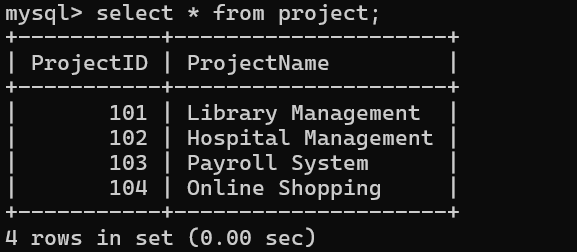 mysql> select * from project;
+-----------+---------------------+
| ProjectID | ProjectName         |
+-----------+---------------------+
|       101 | Library Management  |
|       102 | Hospital Management |
|       103 | Payroll System      |
|       104 | Online Shopping     |
+-----------+---------------------+
4 rows in set (0.00 sec)